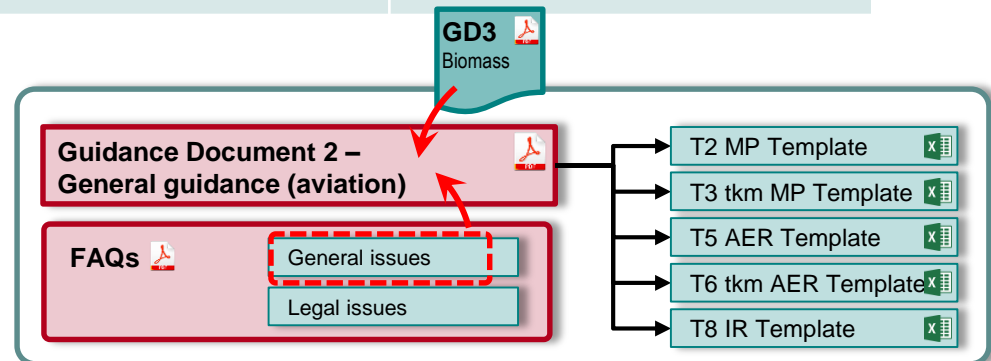 GD3
Biomass
Guidance Document 2 –
General guidance (aviation)
FAQs
General issues
Legal issues
T2 MP Template
T3 tkm MP Template
T5 AER Template
T6 tkm AER Template
T8 IR Template